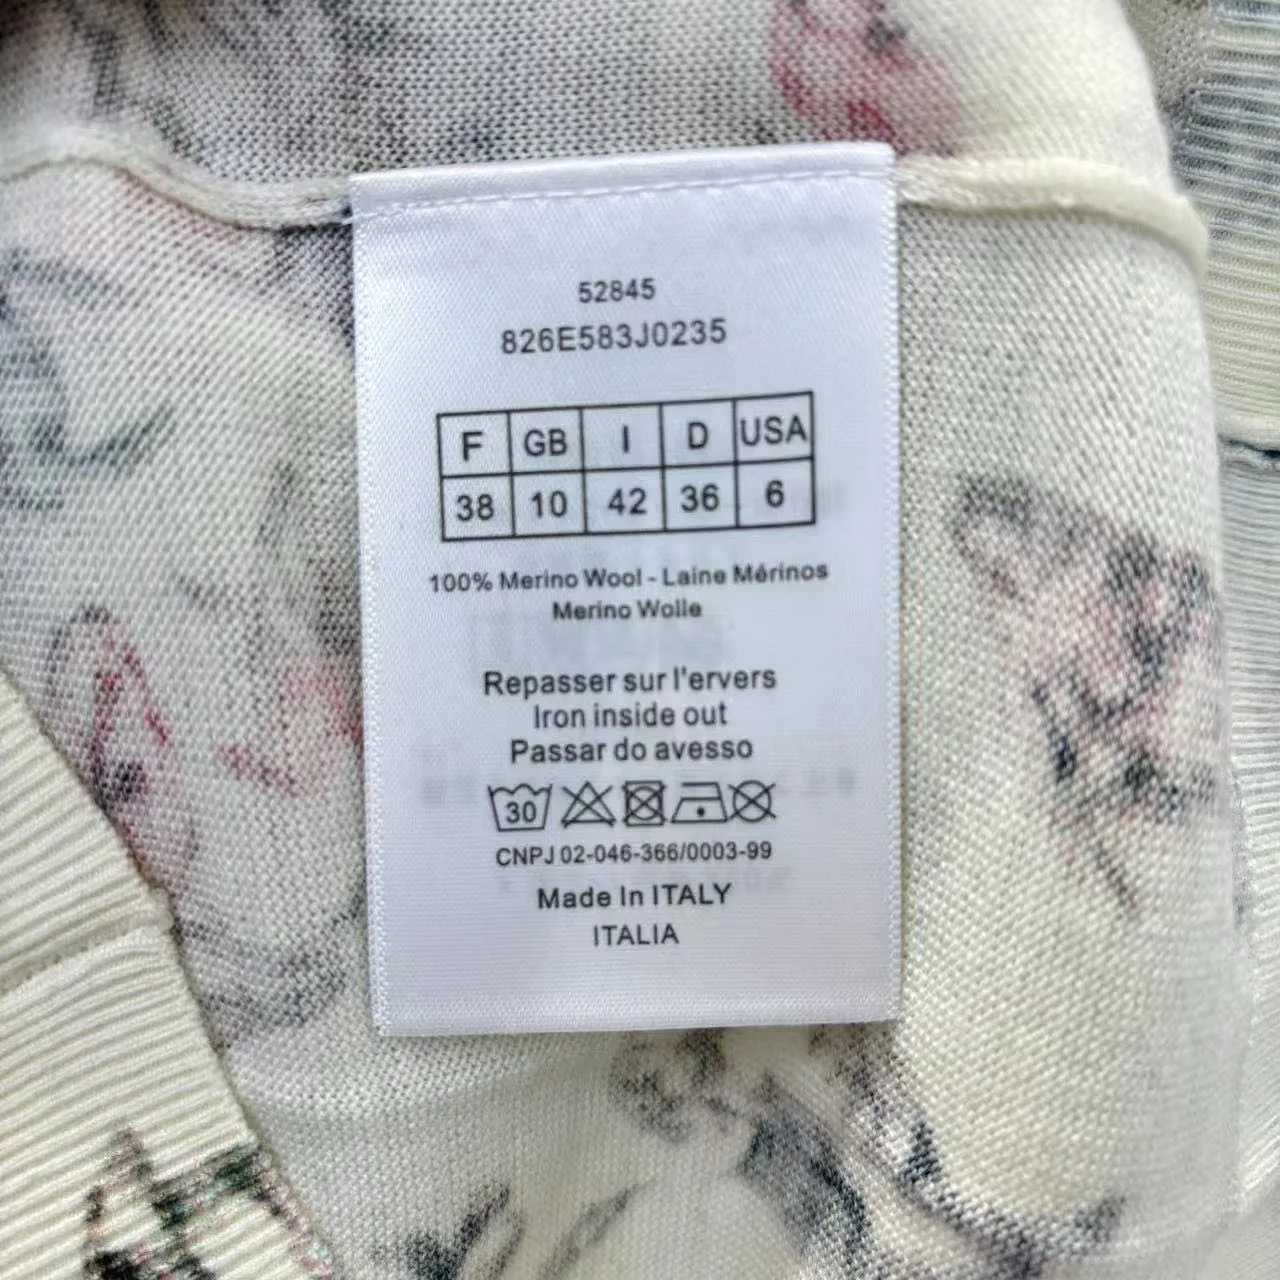 52845
826E583J0235
F GB I D USA
38 10 42 36 6
100% Merino Wool - Laine Mérinos
Merino Wolle
Repasser sur l'ervers
Iron inside out
Passar do avesso
30
CNPJ 02-046-366/0003-99
Made In ITALY
ITALIA